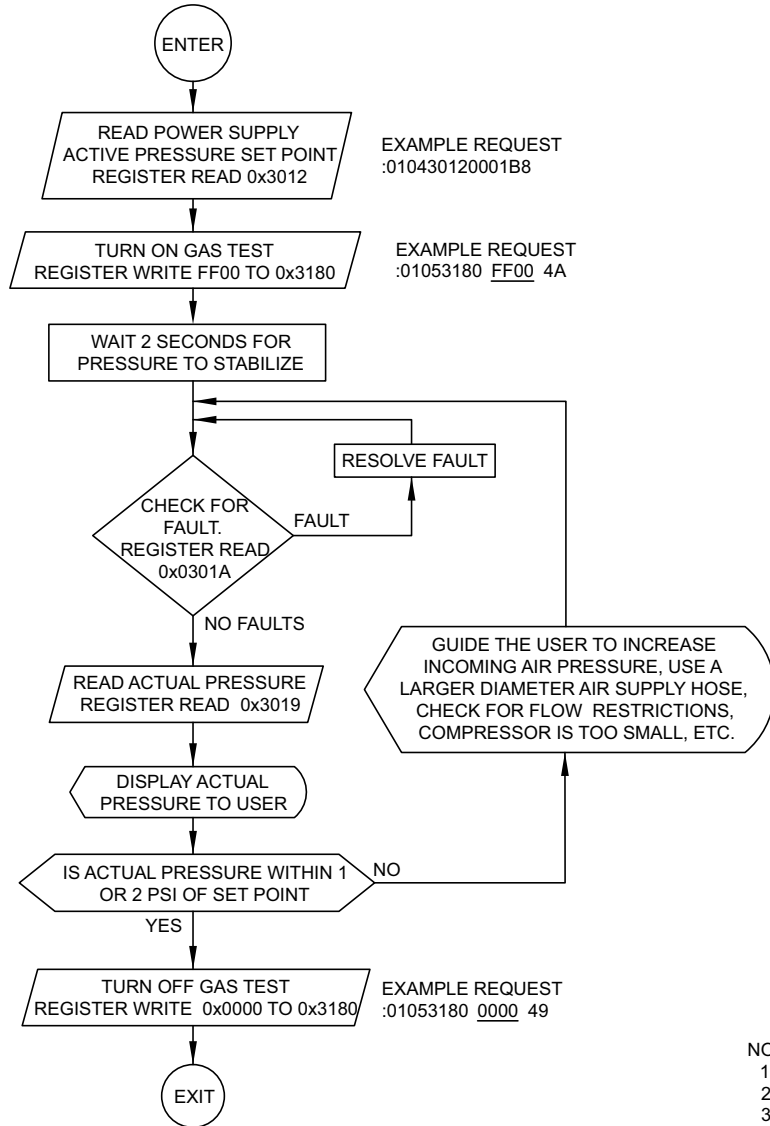 ENTER
READ POWER SUPPLY
ACTIVE PRESSURE SET POINT
REGISTER READ 0x3012
EXAMPLE REQUEST
:010430120001B8
TURN ON GAS TEST
REGISTER WRITE FF00 TO 0x3180
EXAMPLE REQUEST
:01053180 FF00 4A
WAIT 2 SECONDS FOR
PRESSURE TO STABILIZE
RESOLVE FAULT
CHECK FOR
FAULT.
REGISTER READ
0x0301A
FAULT
NO FAULTS
GUIDE THE USER TO INCREASE
INCOMING AIR PRESSURE, USE A
LARGER DIAMETER AIR SUPPLY HOSE,
CHECK FOR FLOW RESTRICTIONS,
COMPRESSOR IS TOO SMALL, ETC.
READ ACTUAL PRESSURE
REGISTER READ 0x3019
DISPLAY ACTUAL
PRESSURE TO USER
IS ACTUAL PRESSURE WITHIN 1
OR 2 PSI OF SET POINT
NO
YES
TURN OFF GAS TEST
REGISTER WRITE 0x0000 TO 0x3180
EXAMPLE REQUEST
:01053180 0000 49
EXIT
1
2
3